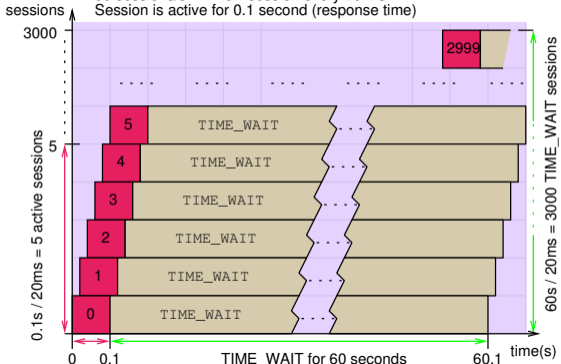 sessions
Session is active for 0.1 second (response time)
3000
2999
5
TIME_WAIT
5
4
TIME_WAIT
3
TIME_WAIT
2
TIME_WAIT
1
TIME_WAIT
0
TIME_WAIT
0.1s / 20ms = 5 active sessions
60s / 20ms = 3000 TIME_WAIT sessions
time(s)
0
0.1
TIME_WAIT for 60 seconds
60.1